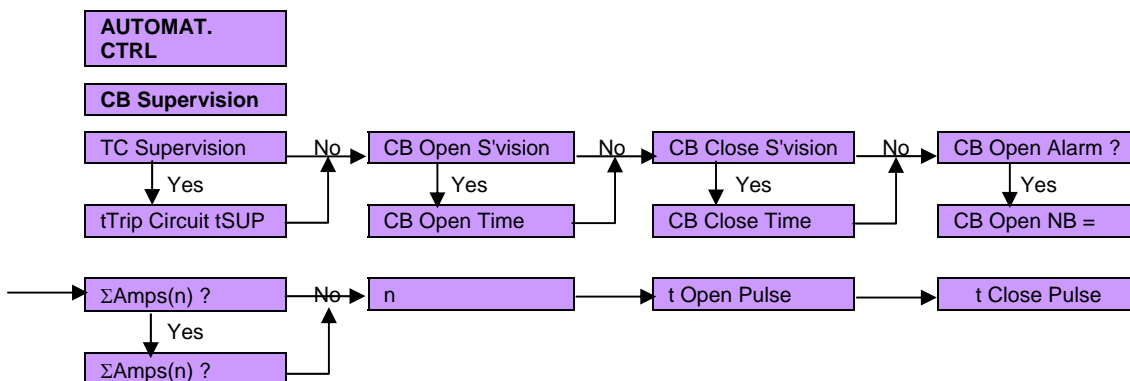 AUTOMAT.
CTRL
CB Supervision
TC Supervision No CB Open S'vision No CB Close S'vision No CB Open Alarm ?
Yes Yes Yes Yes
tTrip Circuit tSUP CB Open Time CB Close Time CB Open NB =
ΣAmps(n) ? No n t Open Pulse t Close Pulse
Yes
ΣAmps(n) ?